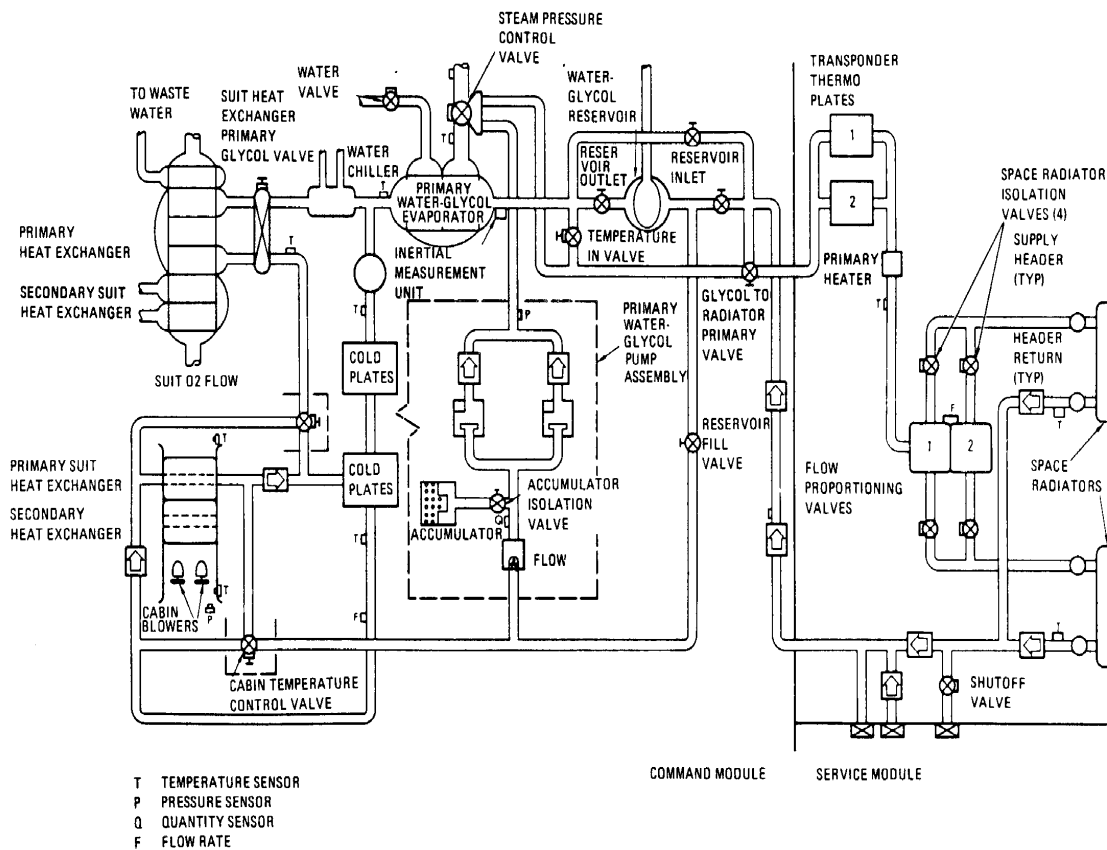 STEAM PRESSURE
CONTROL
VALVE
WATER
VALVE
WATER-
GLYCOL
RESERVOIR
TRANSPONDER
THERMO
PLATES
TO WASTE
WATER
SUIT HEAT
EXCHANGER
PRIMARY
GLYCOL VALVE
WATER
CHILLER
T
T
PRIMARY
WATER-GLYCOL
EVAPORATOR
RESER
VOIR
OUTLET
RESERVOIR
INLET
1
2
SPACE RADIATOR
ISOLATION
VALVES (4)
SUPPLY
HEADER
(TYP)
PRIMARY
HEAT EXCHANGER
T
INERTIAL
MEASUREMENT
UNIT
TEMPERATURE
IN VALVE
PRIMARY
HEATER
T
SECONDARY SUIT
HEAT EXCHANGER
T
P
PRIMARY
WATER-
GLYCOL
PUMP
ASSEMBLY
GLYCOL TO
RADIATOR
PRIMARY
VALVE
HEADER
RETURN
(TYP)
COLD
PLATES
SUIT O2 FLOW
F
T
1
2
T
PRIMARY SUIT
HEAT EXCHANGER
COLD
PLATES
RESERVOIR
FILL
VALVE
FLOW
PROPORTIONING
VALVES
SPACE
RADIATORS
SECONDARY
HEAT EXCHANGER
ACCUMULATOR
ISOLATION
VALVE
Q
ACCUMULATOR
T
FLOW
CABIN
BLOWERS
T
P
F
T
CABIN TEMPERATURE
CONTROL VALVE
SHUTOFF
VALVE
COMMAND MODULE
SERVICE MODULE
T TEMPERATURE SENSOR
P PRESSURE SENSOR
Q QUANTITY SENSOR
F FLOW RATE